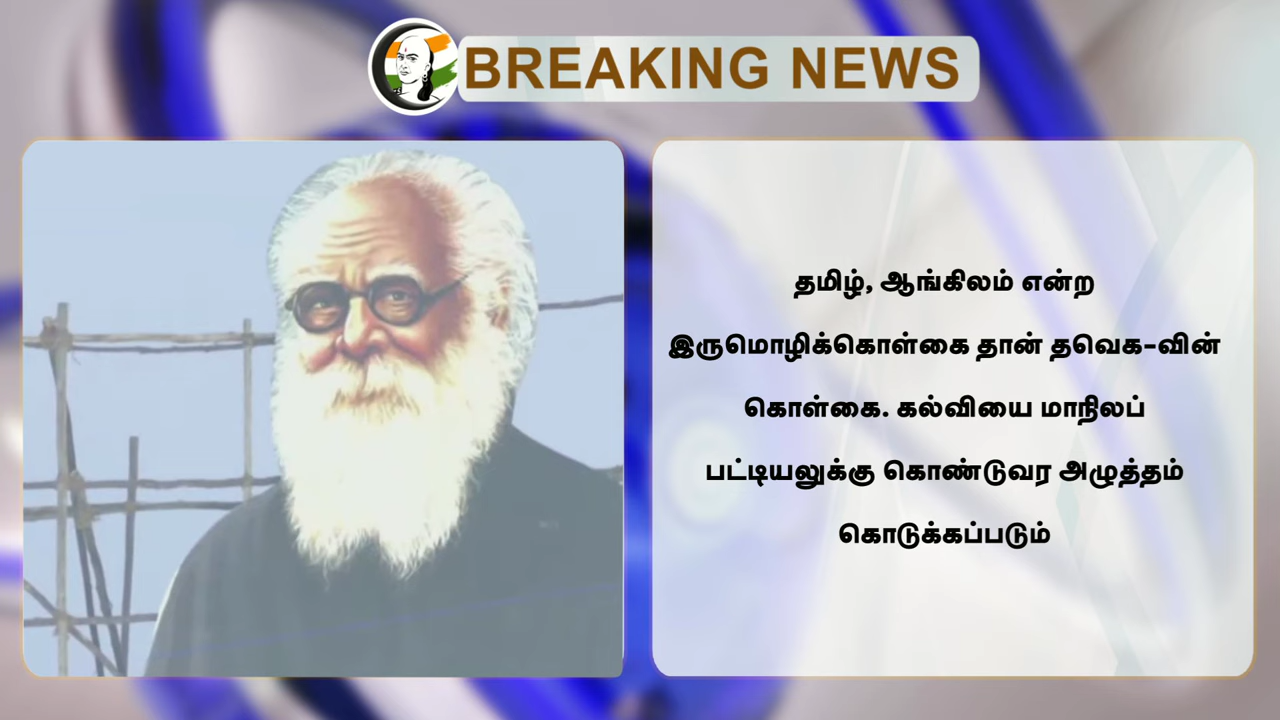 BREAKING NEWS
தமிழ், ஆங்கிலம் என்ற
இருமொழிக்கொள்கை தான் தவெக-வின்
கொள்கை. கல்வியை மாநிலப்
பட்டியலுக்கு கொண்டுவர அழுத்தம்
கொடுக்கப்படும்